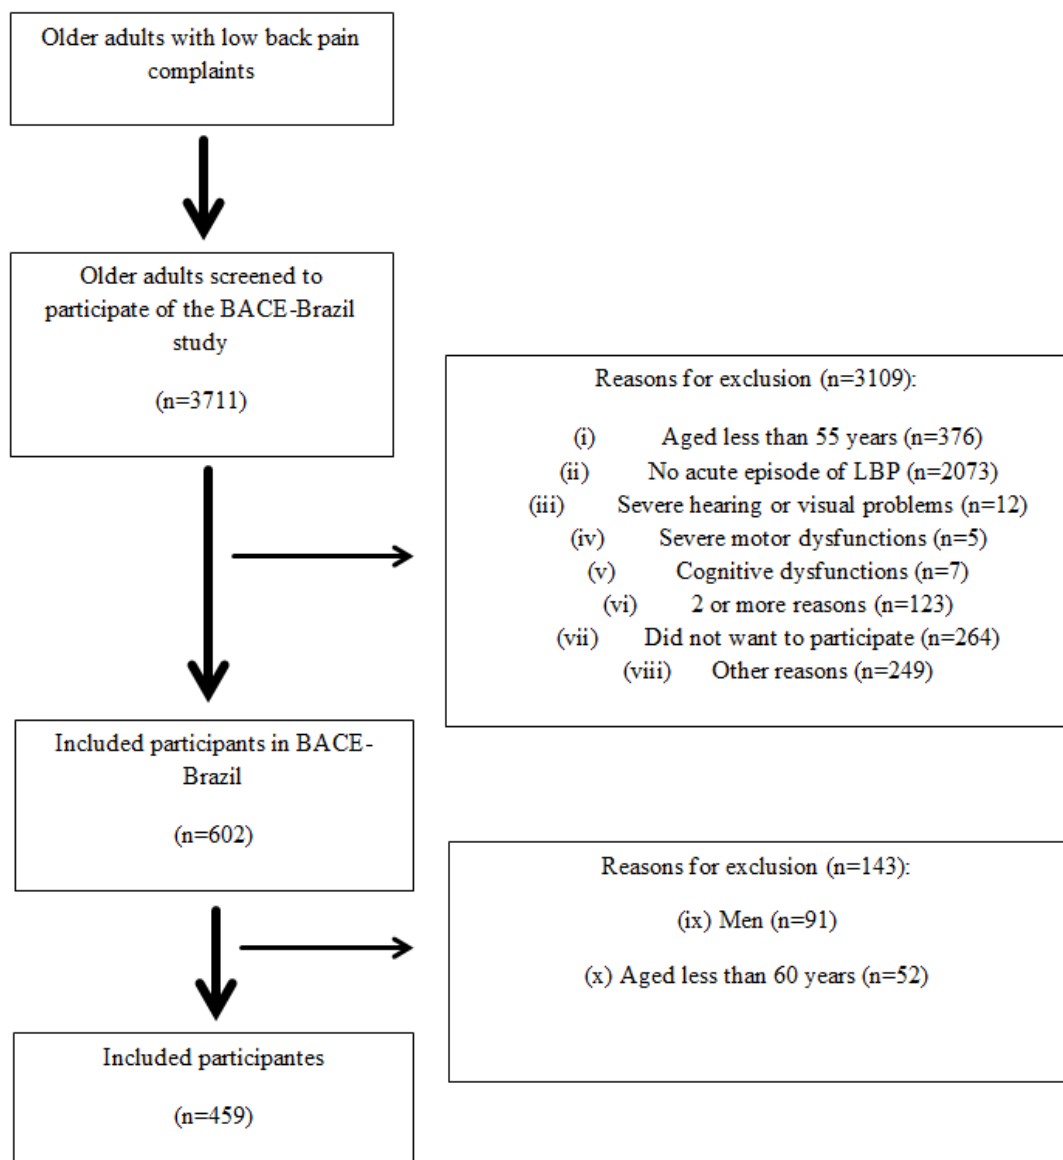 Older adults with low back pain
complaints
Older adults screened to
participate of the BACE-Brazil
study
(n=3711)
Reasons for exclusion (n=3109):
(i) Aged less than 55 years (n=376)
(ii) No acute episode of LBP (n=2073)
(iii) Severe hearing or visual problems (n=12)
(iv) Severe motor dysfunctions (n=5)
(v) Cognitive dysfunctions (n=7)
(vi) 2 or more reasons (n=123)
(vii) Did not want to participate (n=264)
(viii) Other reasons (n=249)
Included participants in BACE-
Brazil
(n=602)
Reasons for exclusion (n=143):
(ix) Men (n=91)
(x) Aged less than 60 years (n=52)
Included participantes
(n=459)